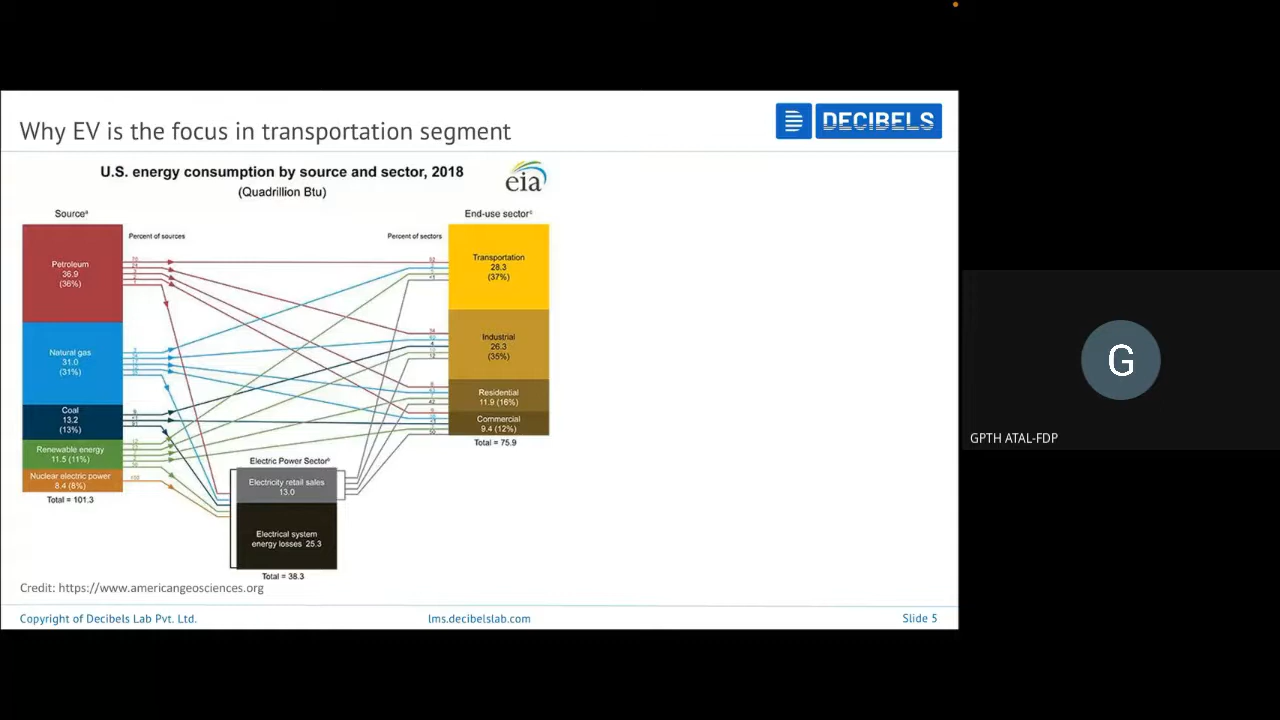 Why EV is the focus in transportation segment
DECIBELS
U.S. energy consumption by source and sector, 2018
(Quadrillion Btu)
eia
Sourceᵃ
End-use sectorᶜ
Percent of sources
Percent of sectors
Petroleum
36.9
(36%)
Transportation
28.3
(37%)
Natural gas
31.0
(31%)
Industrial
26.3
(35%)
Coal
13.2
(13%)
Residential
11.9 (16%)
Commercial
9.4 (12%)
Total = 75.9
Renewable energy
11.5 (11%)
Nuclear electric power
8.4 (8%)
Total = 101.3
Electric Power Sectorᵇ
Electricity retail sales
13.0
Electrical system
energy losses 25.3
Total = 38.3
Credit: https://www.americangeosciences.org
Copyright of Decibels Lab Pvt. Ltd.
lms.decibelslab.com
Slide 5
G
GPTH ATAL-FDP